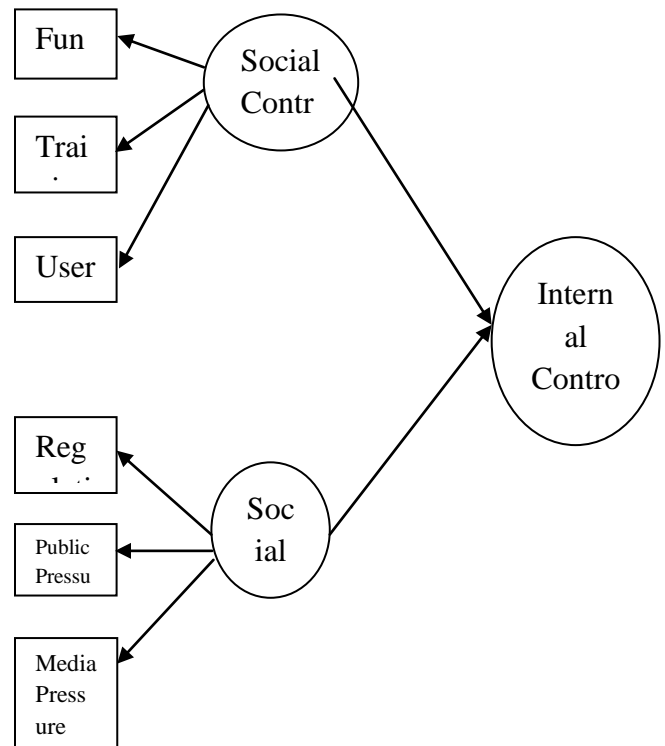 Fun
Social
Contr
Trai
User
Intern
al
Contro
Reg
Soc
ial
Public
Pressu
Media
Press
ure